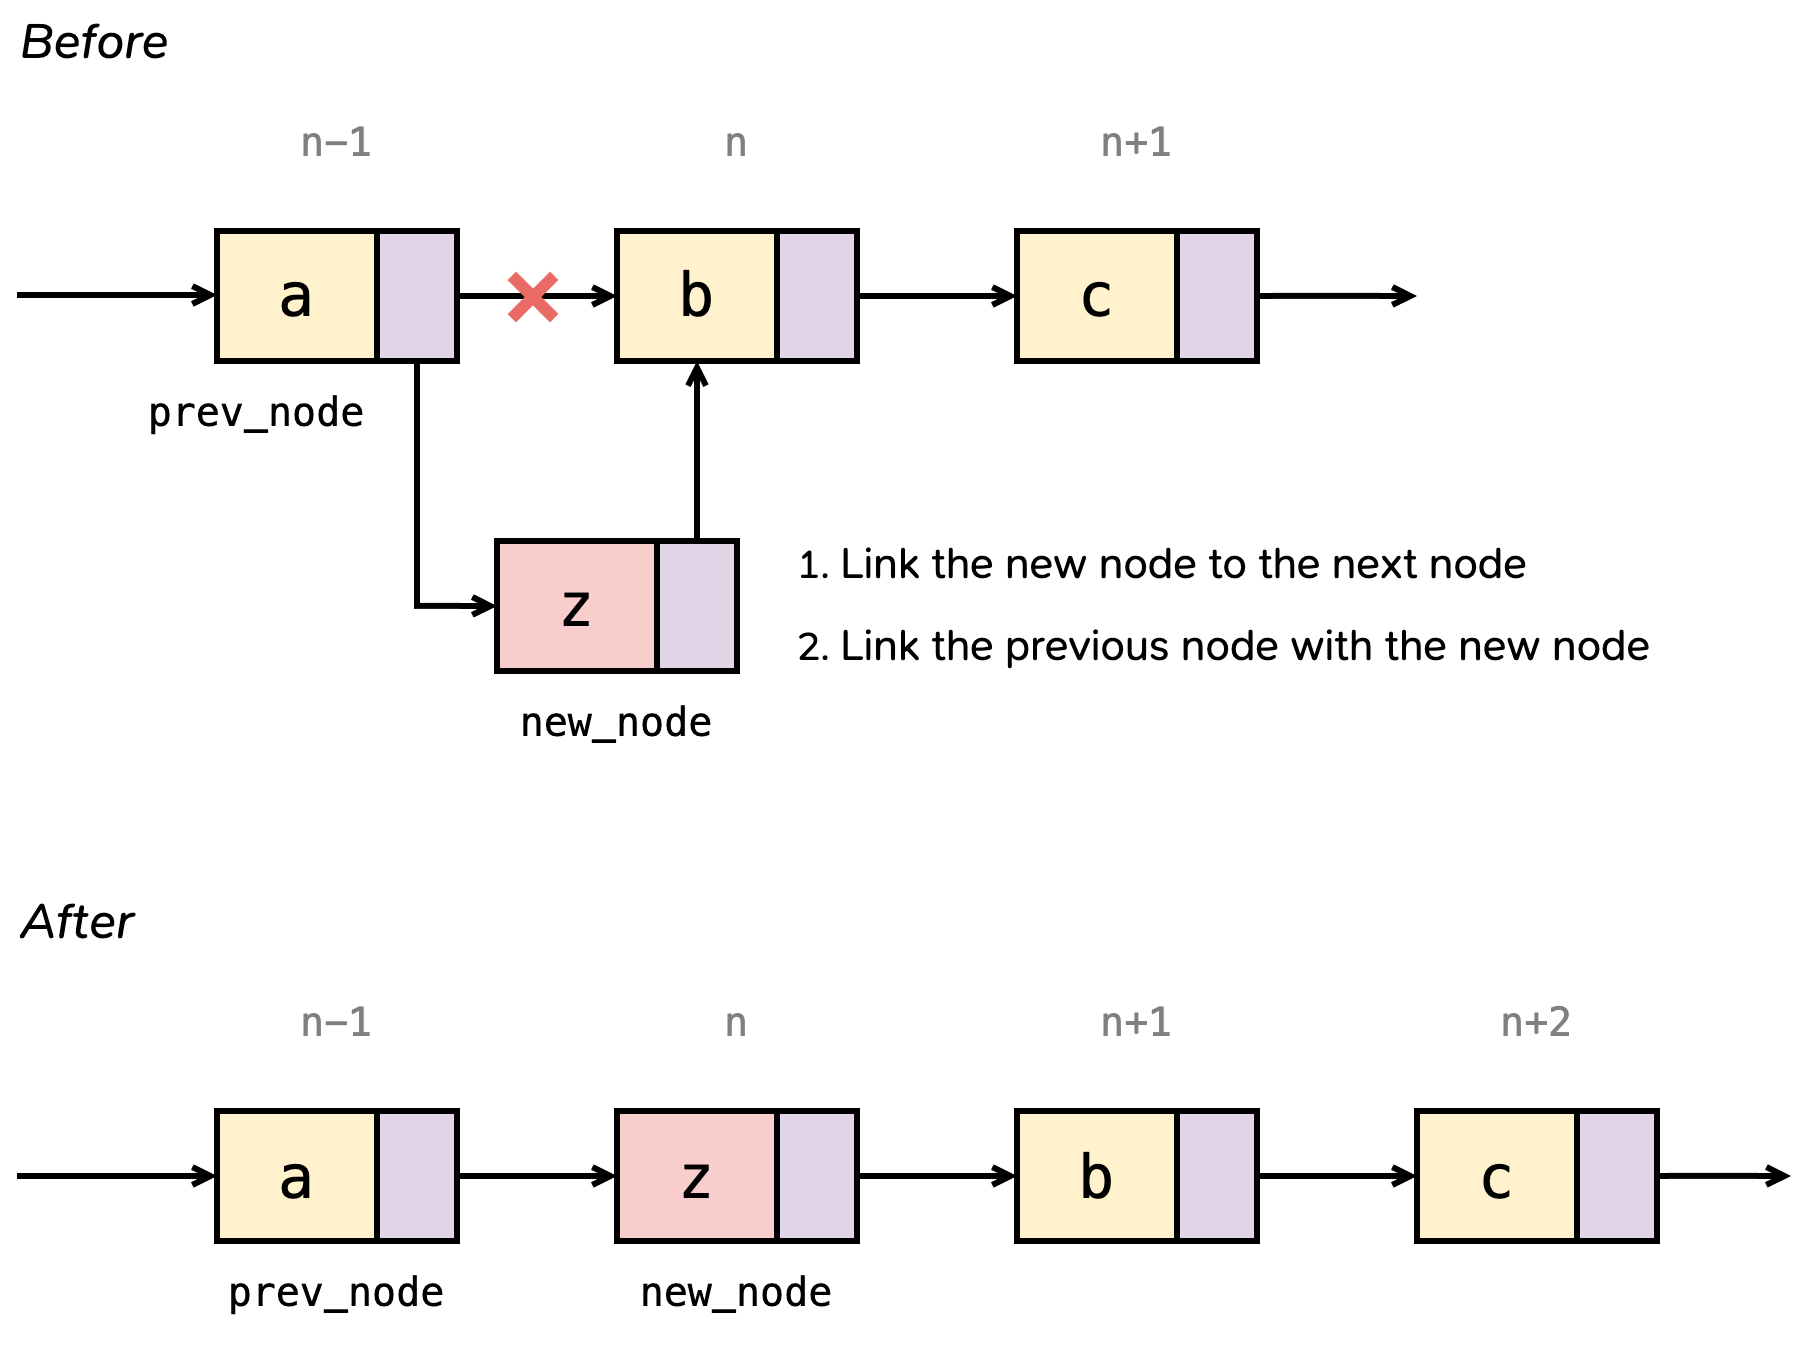 Before
n−1 n n+1
a b c
prev_node
z
1. Link the new node to the next node
2. Link the previous node with the new node
new_node
After
n−1 n n+1 n+2
a z b c
prev_node new_node